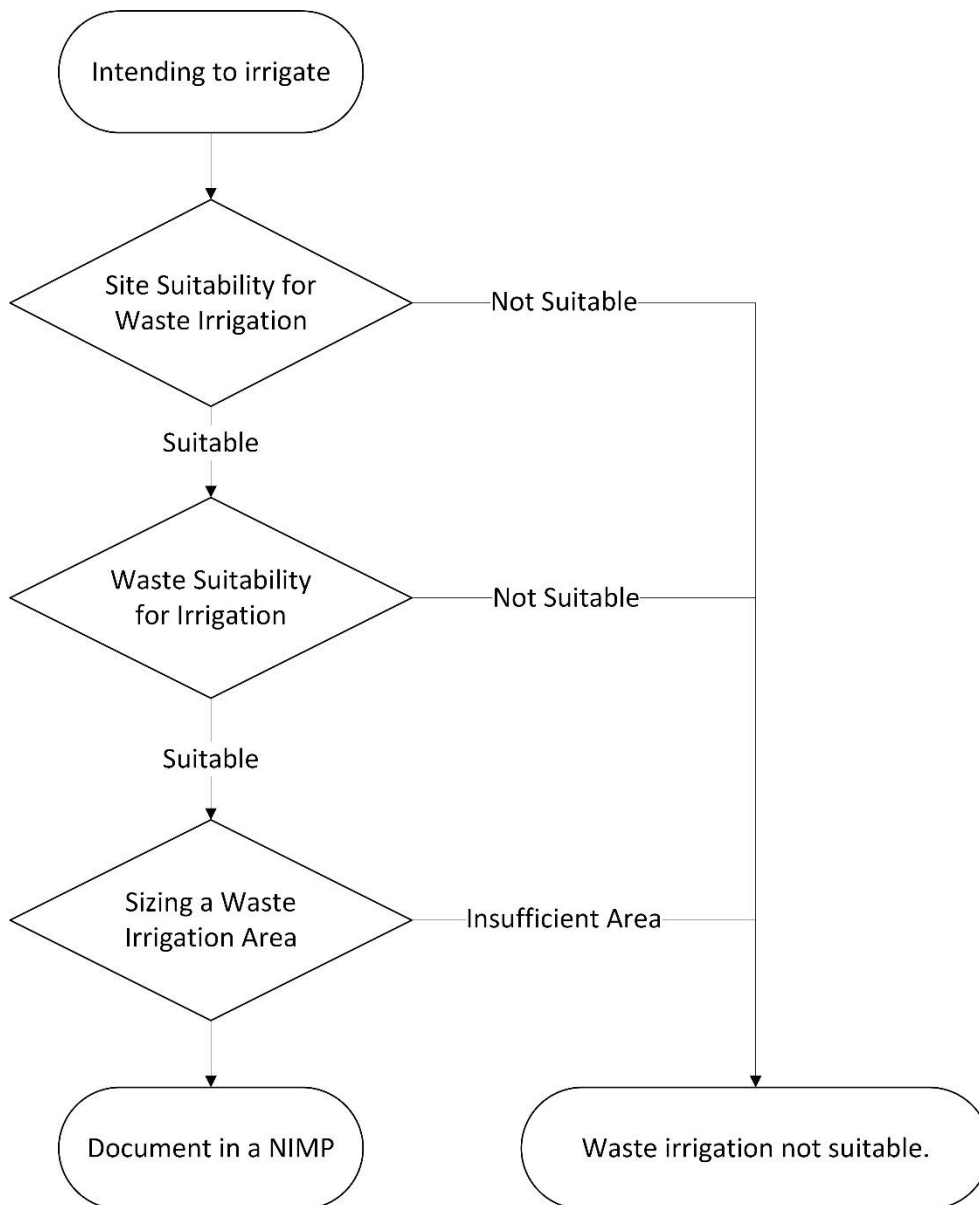 Intending to irrigate
Site Suitability for
Waste Irrigation
Not Suitable
Suitable
Waste Suitability
for Irrigation
Not Suitable
Suitable
Sizing a Waste
Irrigation Area
Insufficient Area
Document in a NIMP
Waste irrigation not suitable.